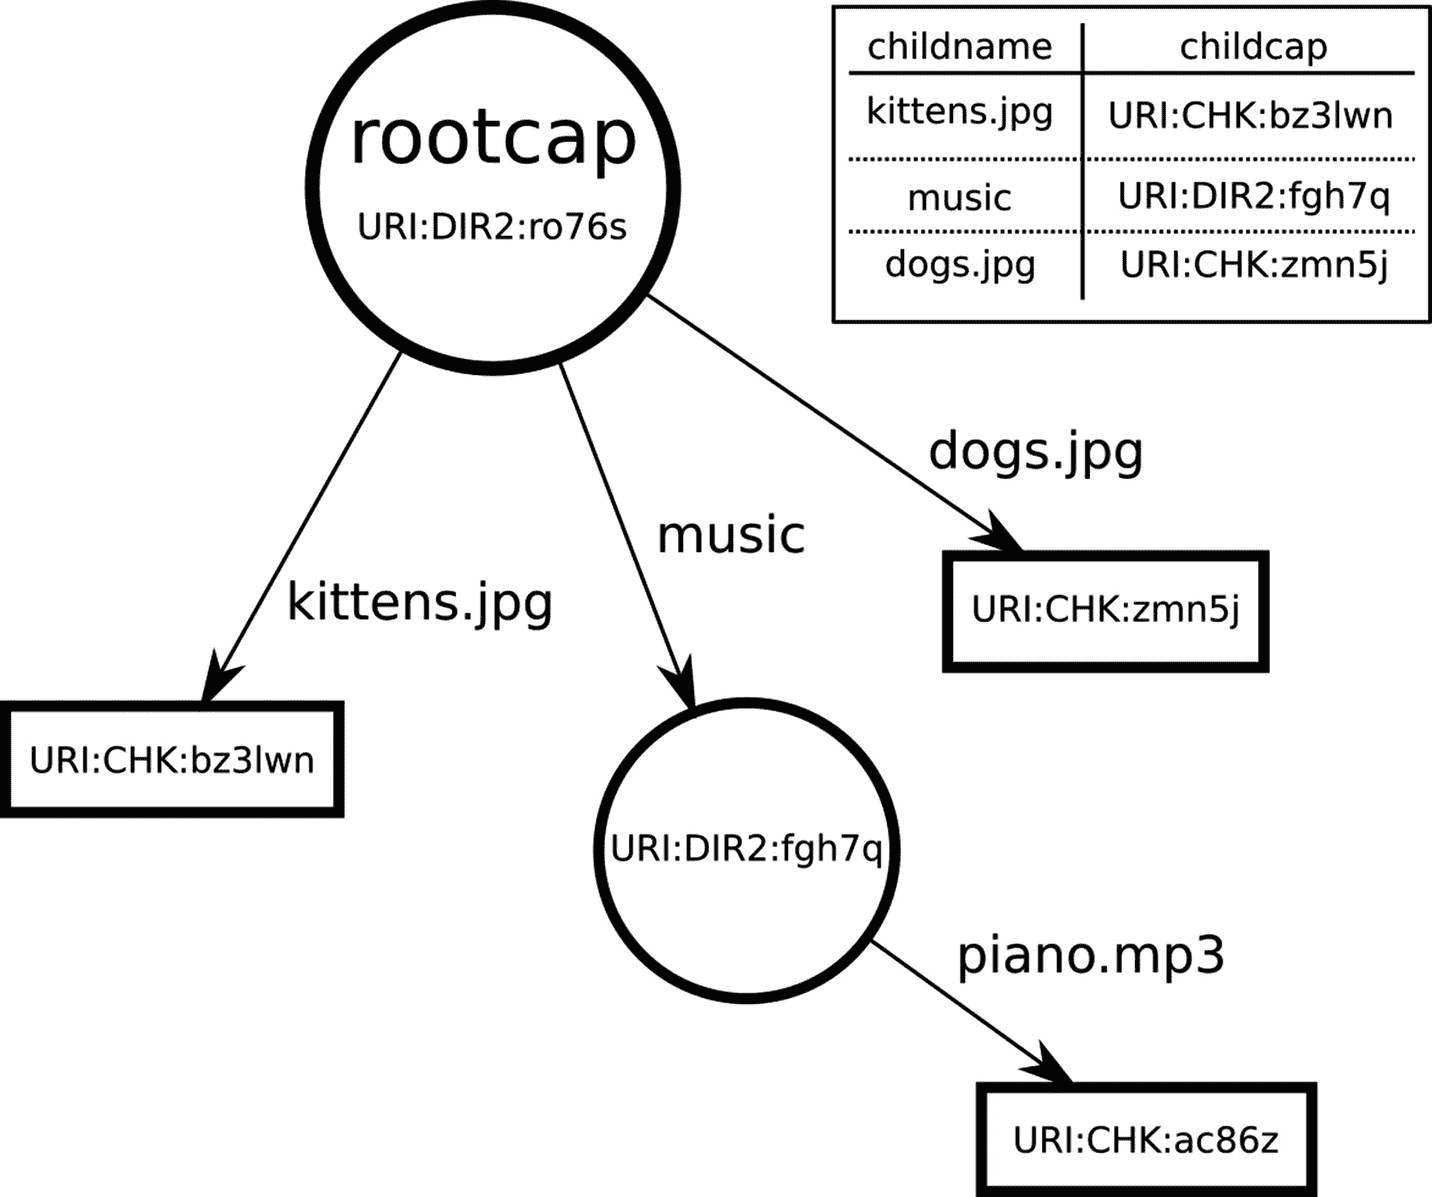 rootcap
URI:DIR2:ro76s
childname childcap
kittens.jpg URI:CHK:bz3lwn
music URI:DIR2:fgh7q
dogs.jpg URI:CHK:zmn5j
dogs.jpg
music
kittens.jpg
URI:CHK:zmn5j
URI:CHK:bz3lwn
URI:DIR2:fgh7q
piano.mp3
URI:CHK:ac86z